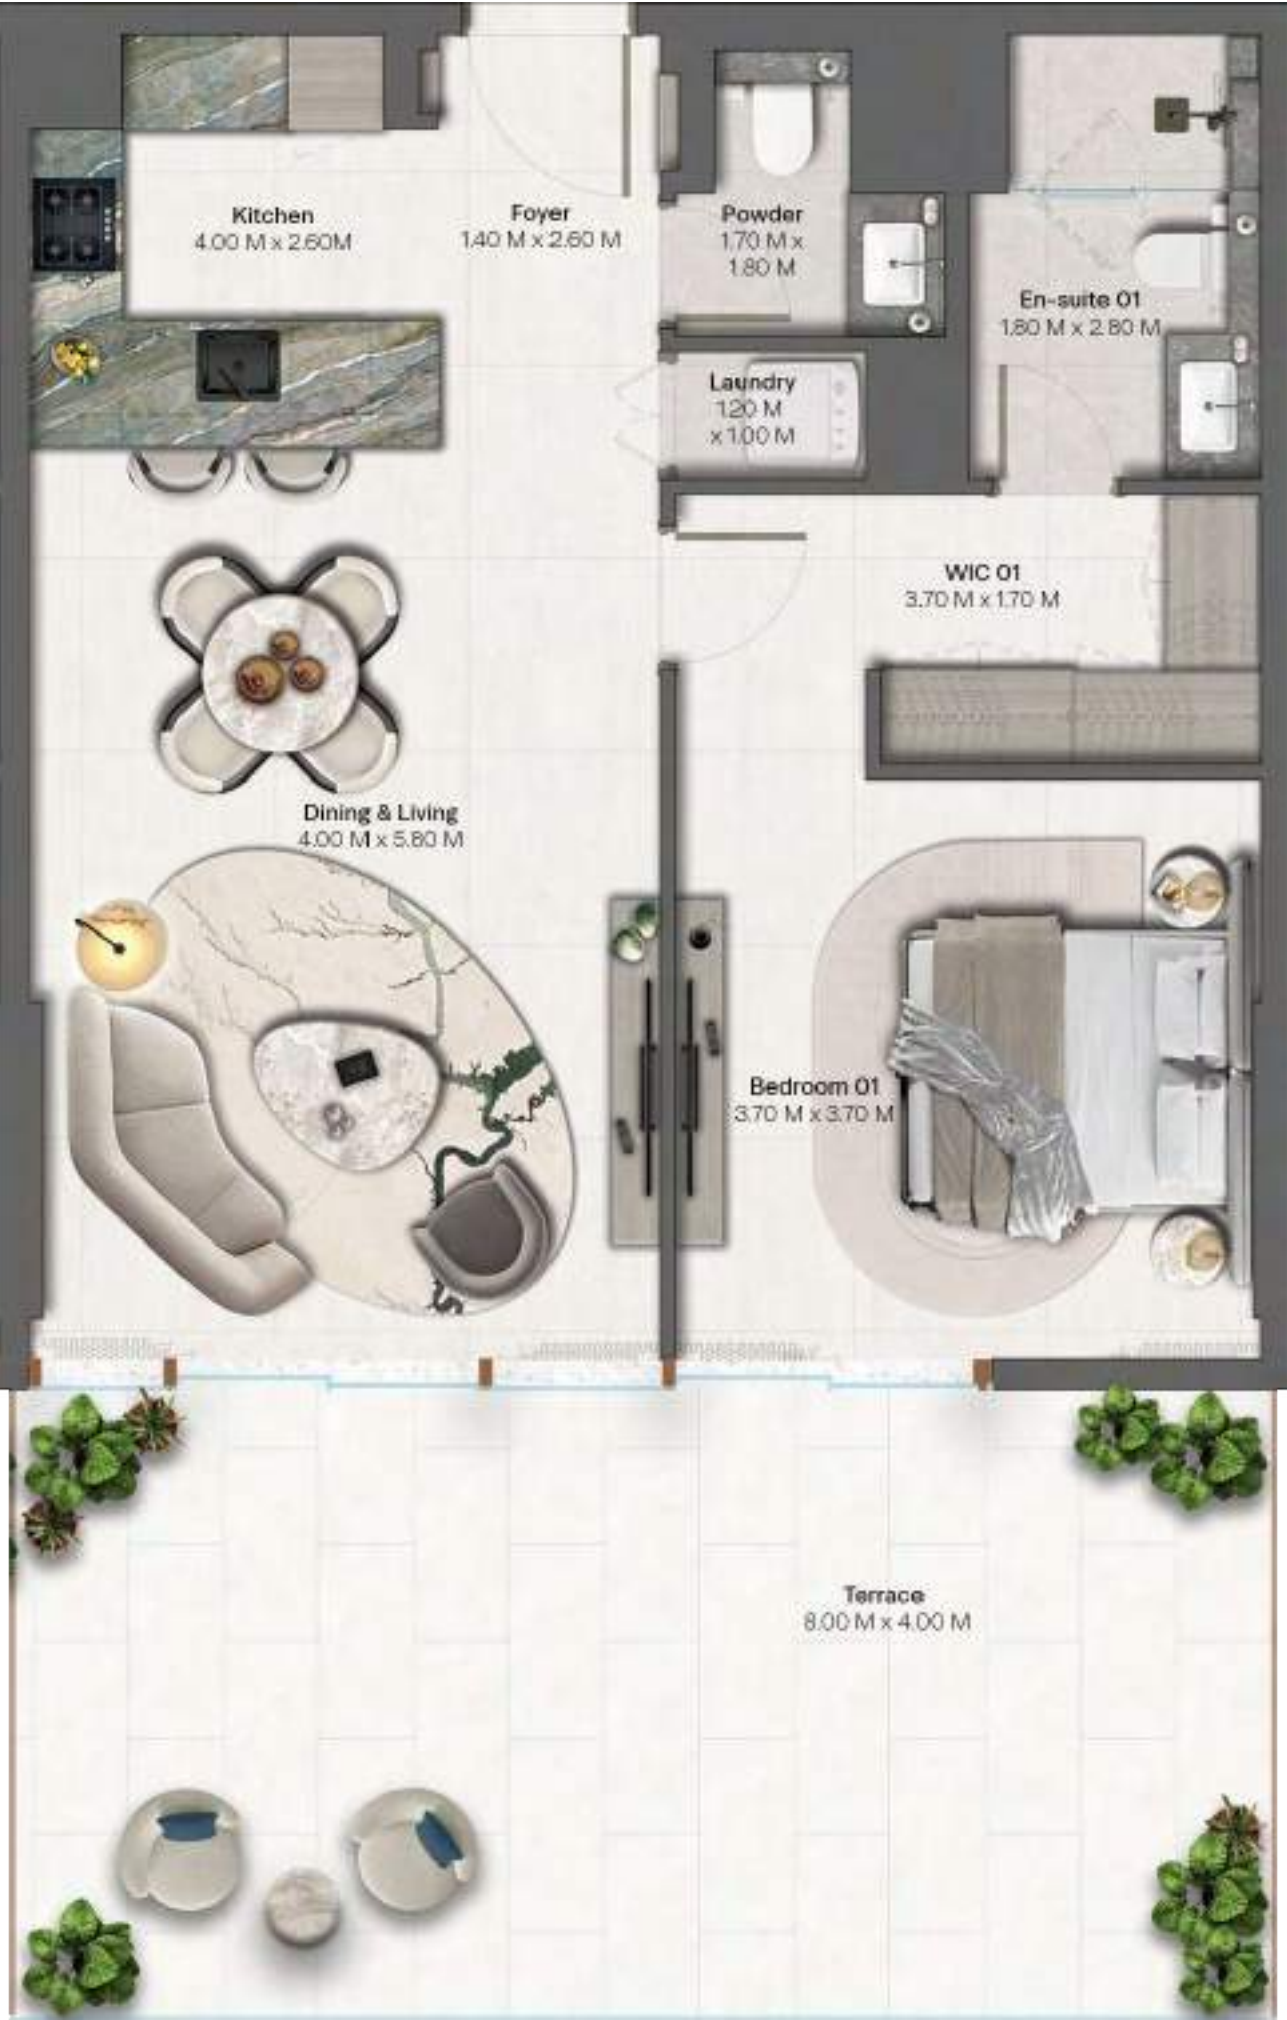 Kitchen
4.00 M x 2.60M
Foyer
1.40 M x 2.60 M
Powder
1.70 M x
1.80 M
En-suite 01
1.80 M x 2.80 M
Laundry
1.20 M
x 1.00 M
WIC 01
3.70 M x 1.70 M
Dining & Living
4.00 M x 5.80 M
Bedroom 01
3.70 M x 3.70 M
Terrace
8.00 M x 4.00 M